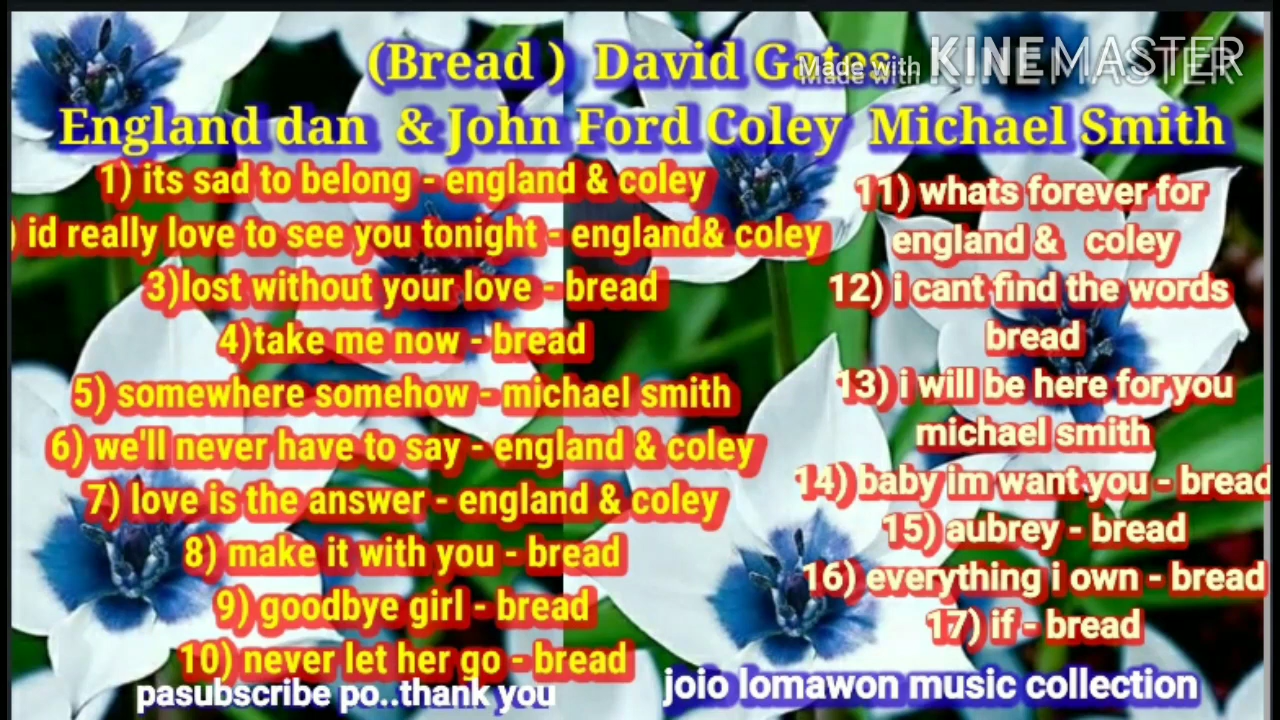 (Bread ) David Gates
Made with KINEMASTER
England dan & John Ford Coley Michael Smith
1) its sad to belong - england & coley
) id really love to see you tonight - england& coley
3)lost without your love - bread
4)take me now - bread
5) somewhere somehow - michael smith
6) we'll never have to say - england & coley
7) love is the answer - england & coley
8) make it with you - bread
9) goodbye girl - bread
10) never let her go - bread
pasubscribe po..thank you
11) whats forever for
england & coley
12) i cant find the words
bread
13) i will be here for you
michael smith
14) baby im want you - bread
15) aubrey - bread
16) everything i own - bread
17) if - bread
joio lomawon music collection